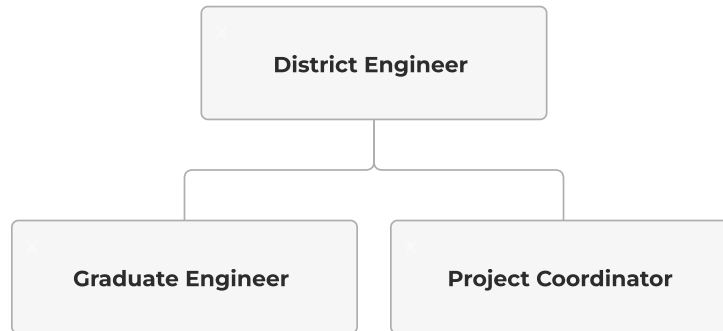 District Engineer
Graduate Engineer
Project Coordinator